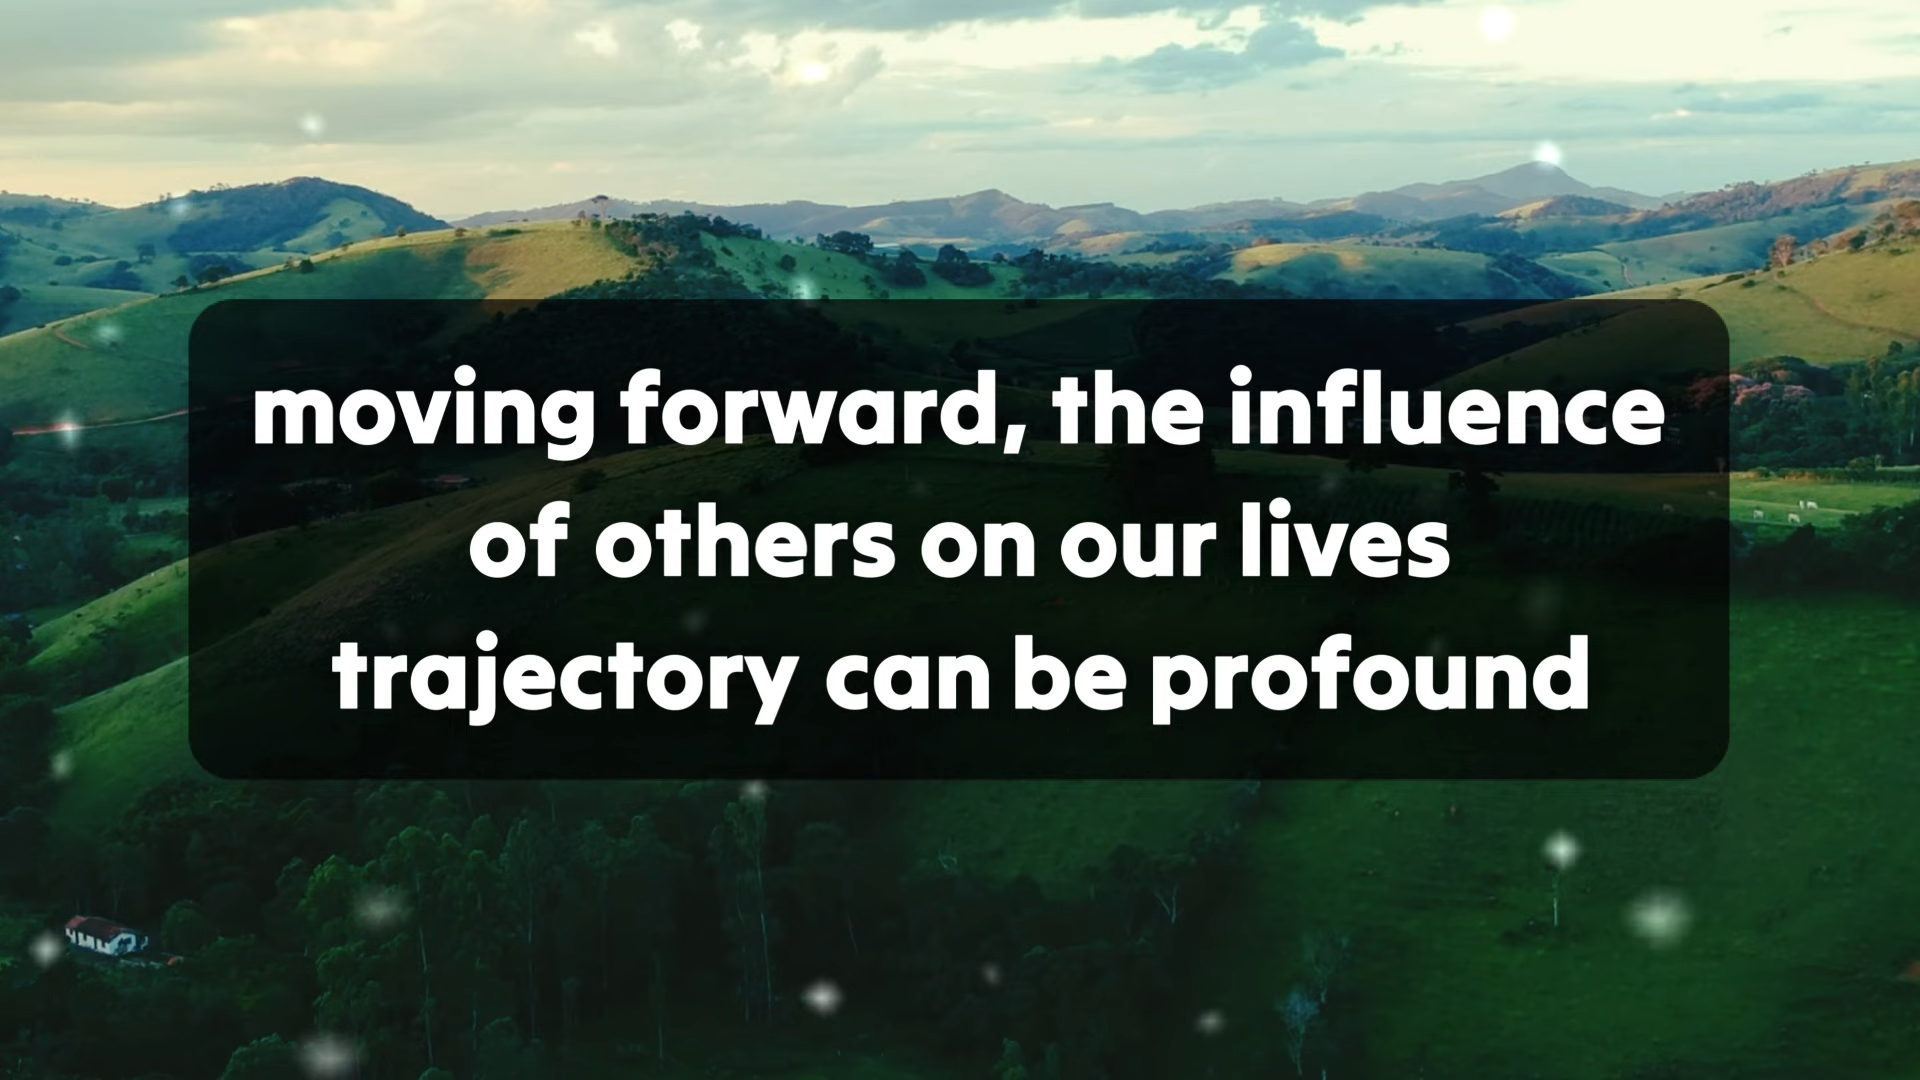 moving forward, the influence
of others on our lives
trajectory can be profound